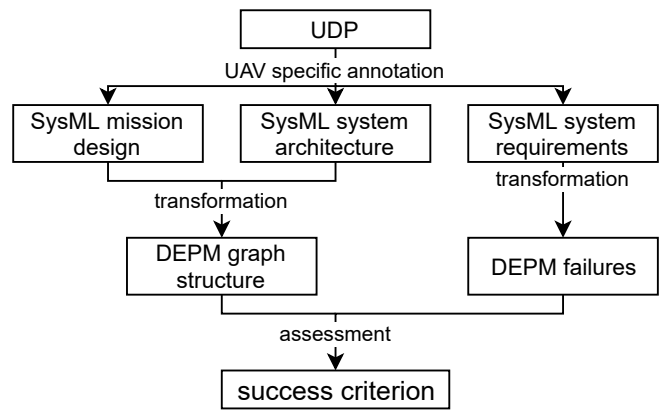 UDP
UAV specific annotation
SysML mission
design
SysML system
architecture
SysML system
requirements
transformation
transformation
DEPM graph
structure
DEPM failures
assessment
success criterion